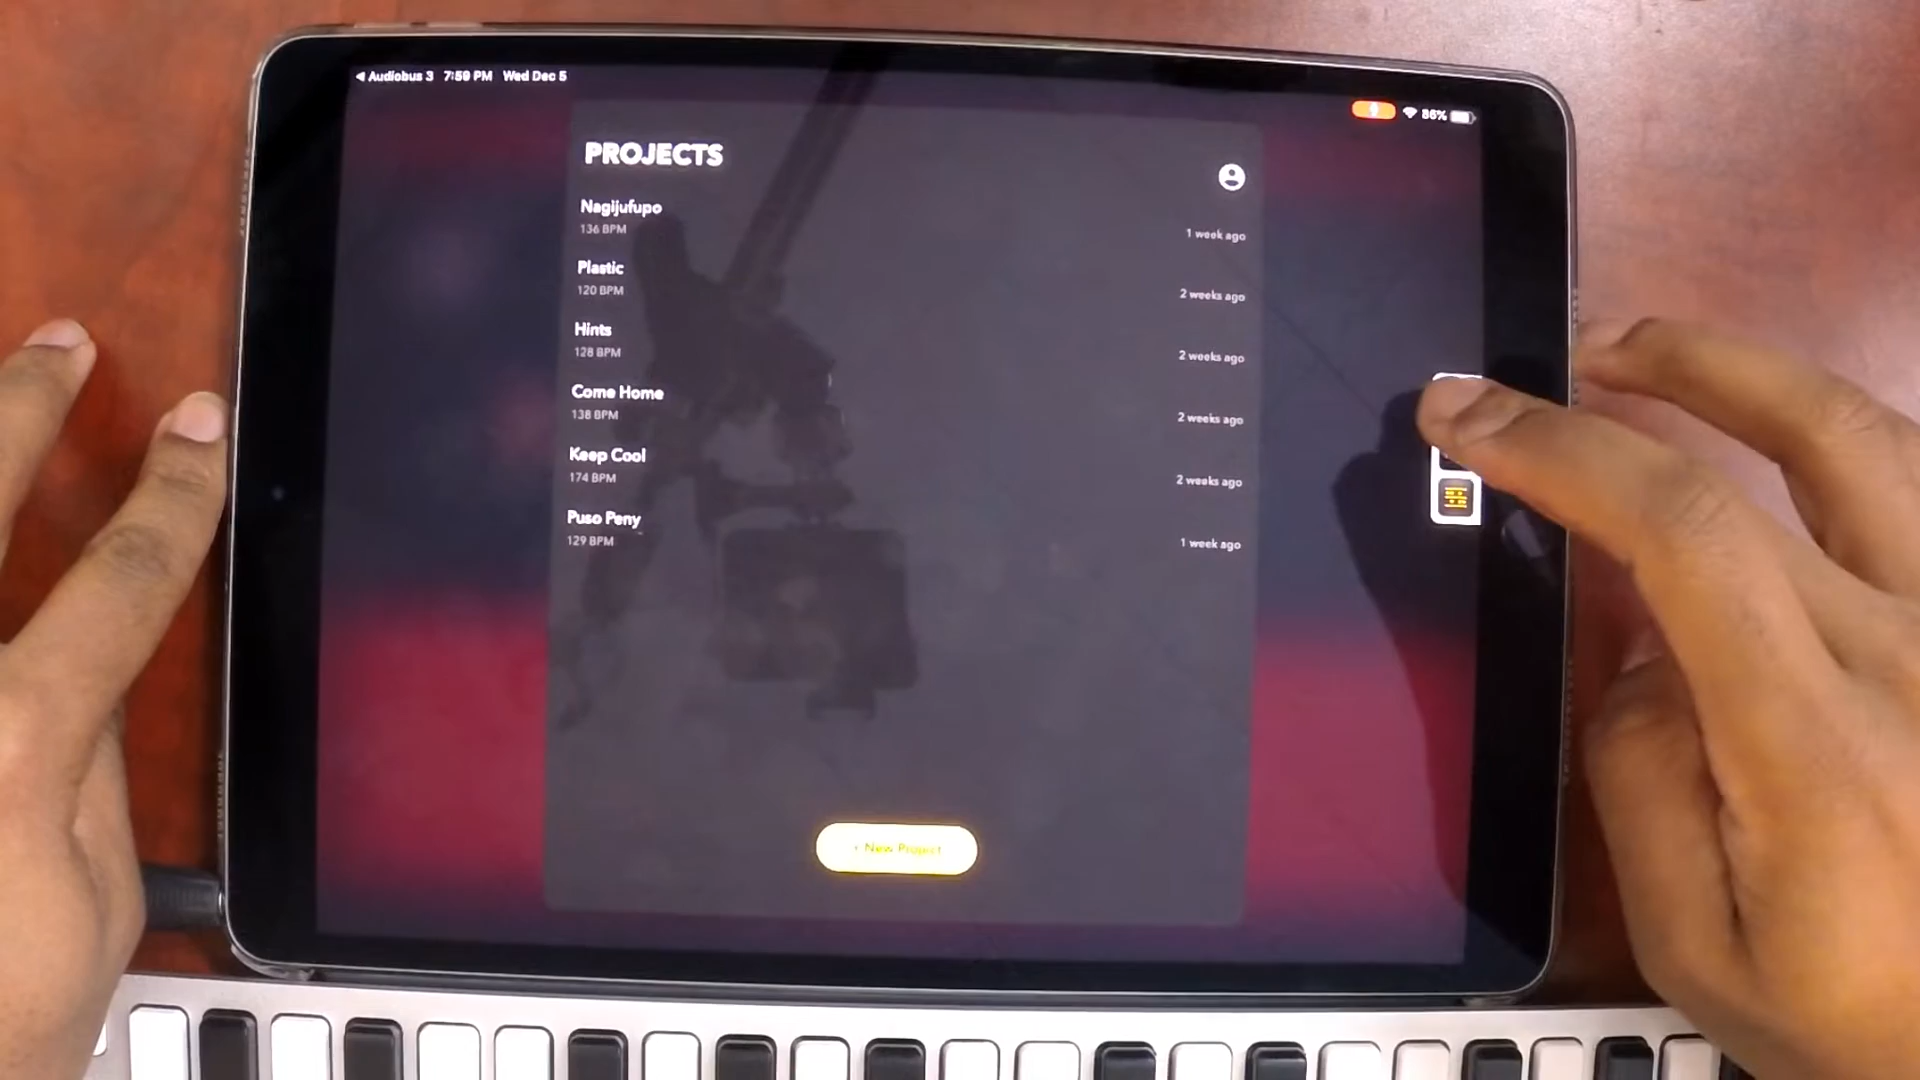 ◀ Audiobus 3 7:59 PM Wed Dec 5
86%
PROJECTS
Nagijufupo
136 BPM
1 week ago
Plastic
120 BPM
2 weeks ago
Hints
128 BPM
2 weeks ago
Come Home
138 BPM
2 weeks ago
Keep Cool
174 BPM
2 weeks ago
Puso Peny
129 BPM
1 week ago
+ New Project